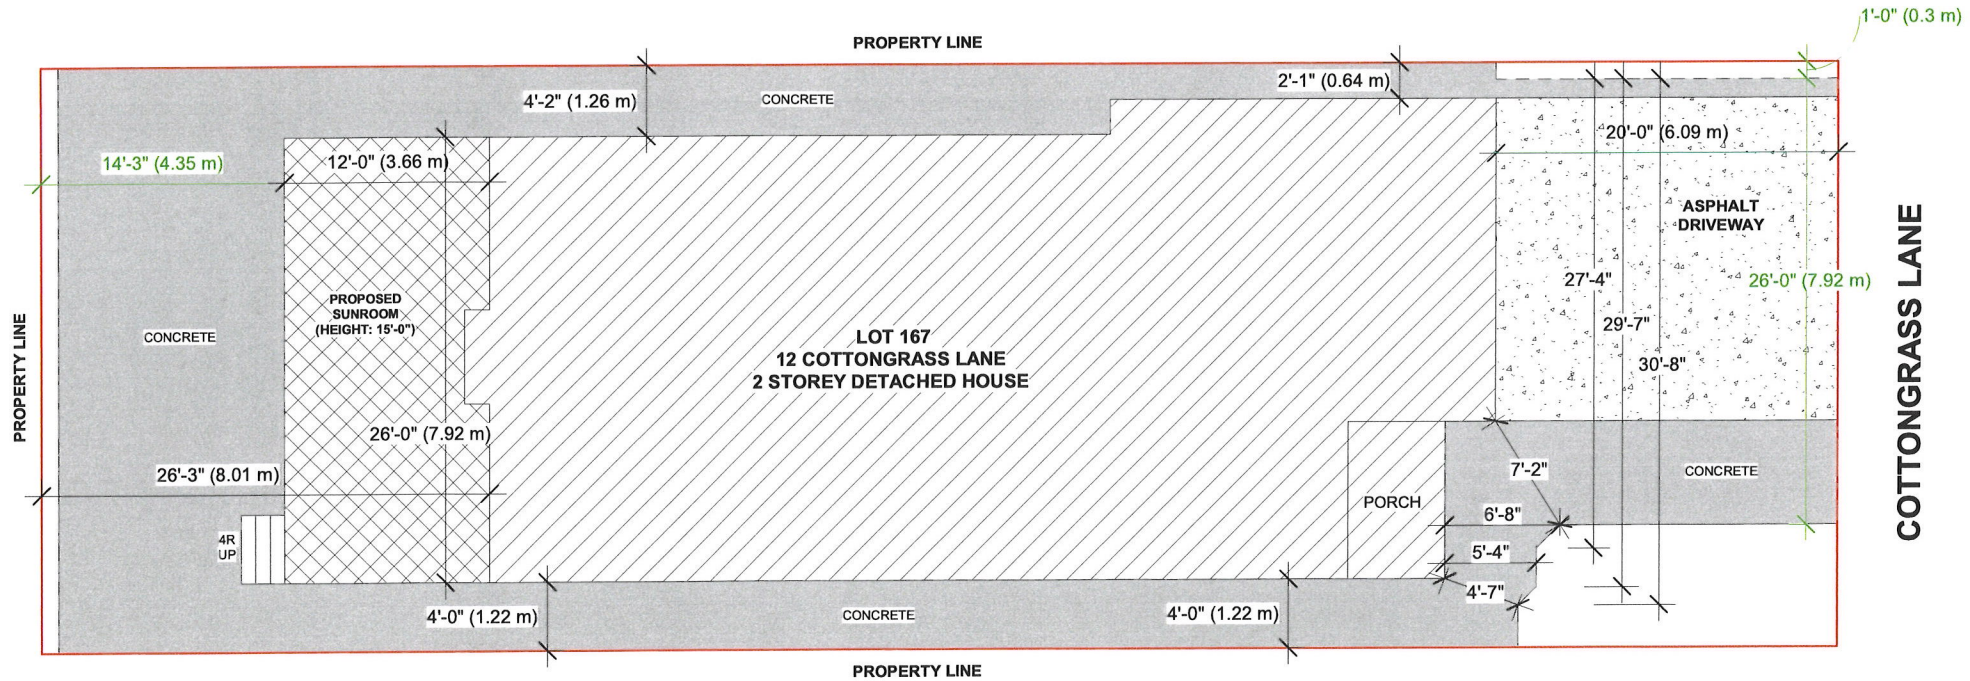 1'-0" (0.3 m)
PROPERTY LINE
2'-1" (0.64 m)
4'-2" (1.26 m)
CONCRETE
20'-0" (6.09 m)
14'-3" (4.35 m)
12'-0" (3.66 m)
ASPHALT
DRIVEWAY
27'-4"
26'-0" (7.92 m)
PROPOSED
SUNROOM
(HEIGHT: 15'-0")
29'-7"
CONCRETE
LOT 167
12 COTTONGRASS LANE
2 STOREY DETACHED HOUSE
30'-8"
PROPERTY LINE
COTTONGRASS LANE
26'-0" (7.92 m)
26'-3" (8.01 m)
7'-2"
CONCRETE
PORCH
6'-8"
4R
UP
5'-4"
4'-7"
4'-0" (1.22 m)
CONCRETE
4'-0" (1.22 m)
PROPERTY LINE